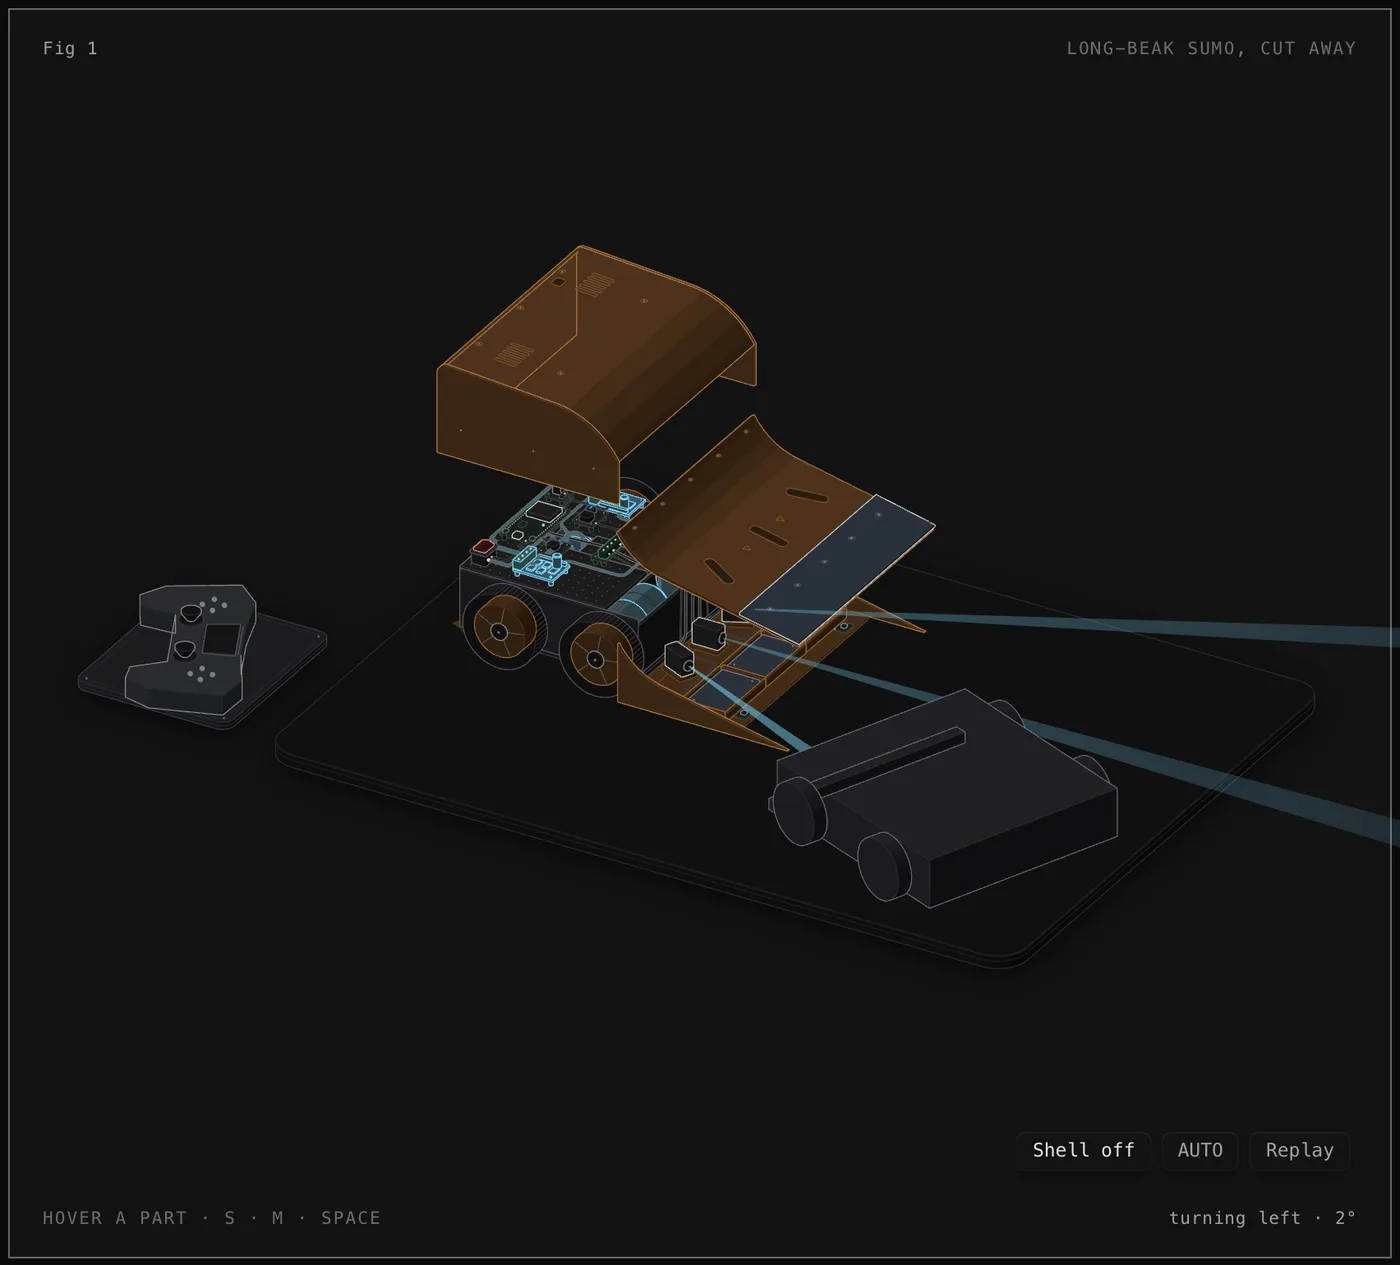 Fig 1
LONG–BEAK SUMO, CUT AWAY
Shell off
AUTO
Replay
HOVER A PART · S · M · SPACE
turning left · 2°